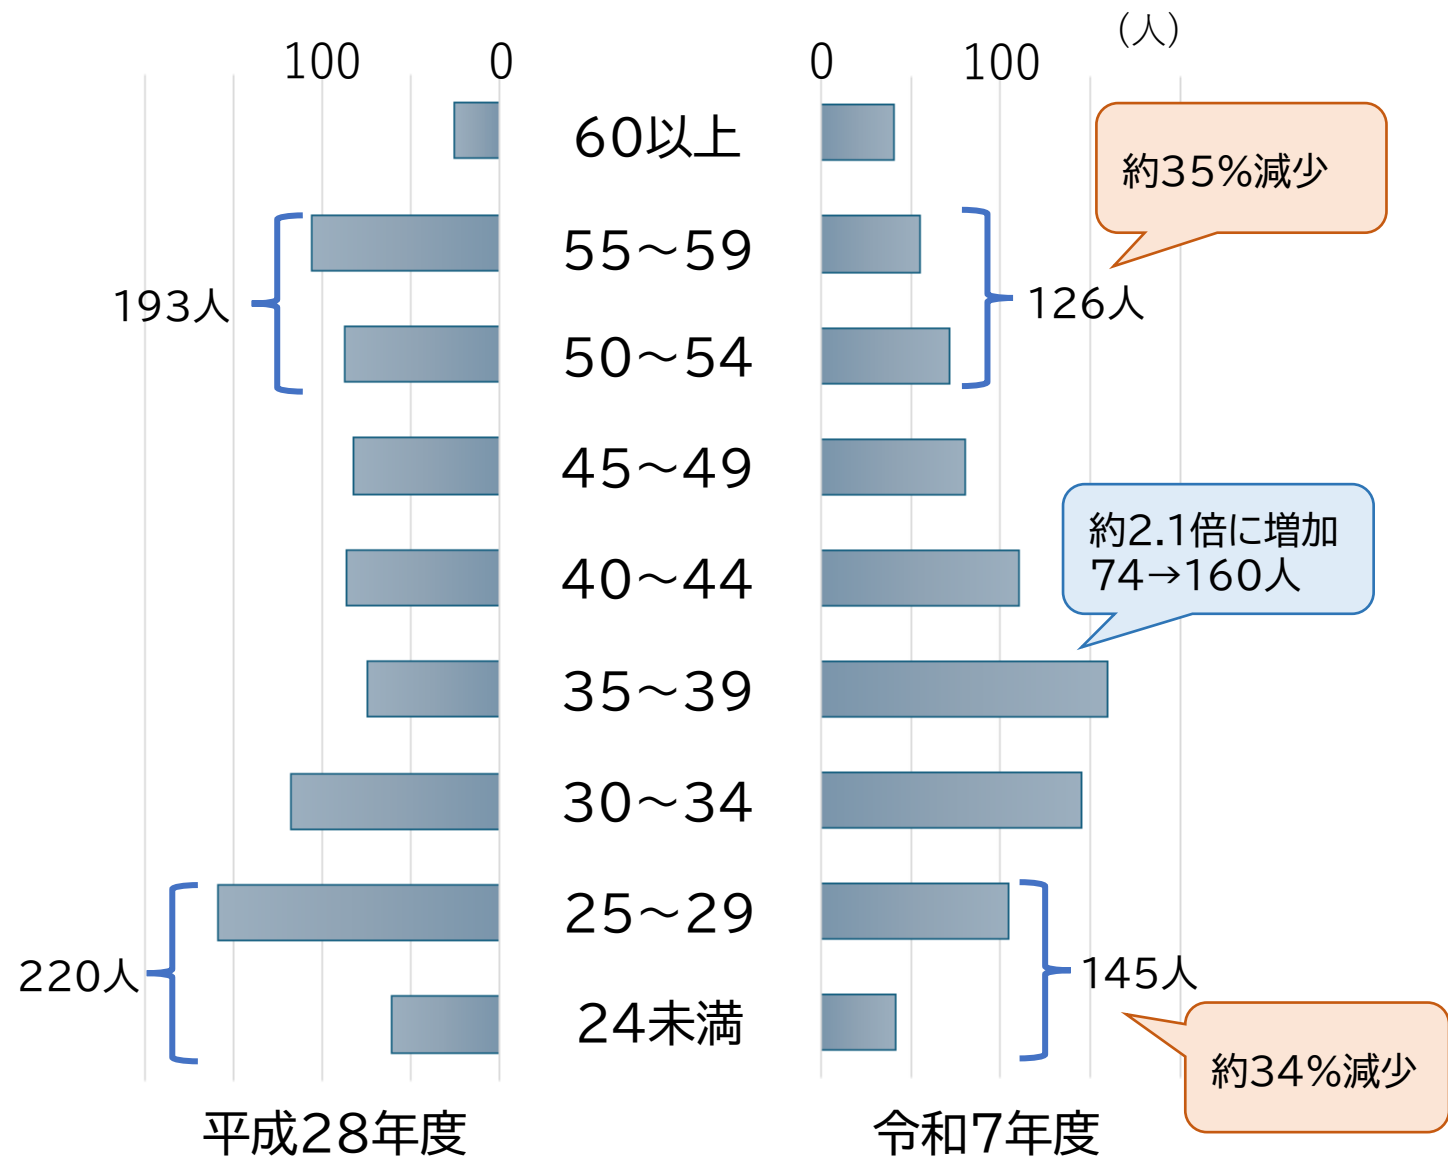 (人)
100 0 0 100
60以上
約35%減少
55～59
193人
126人
50～54
45～49
約2.1倍に増加
74→160人
40～44
35～39
30～34
25～29
220人
145人
24未満
約34%減少
平成28年度 令和7年度